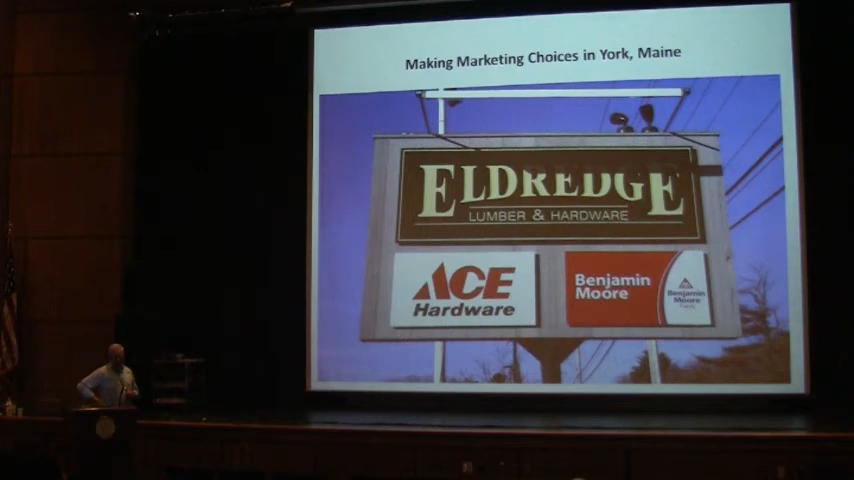 Making Marketing Choices in York, Maine
ELDREDGE
LUMBER & HARDWARE
ACE
Hardware
Benjamin
Moore
Benjamin
Moore